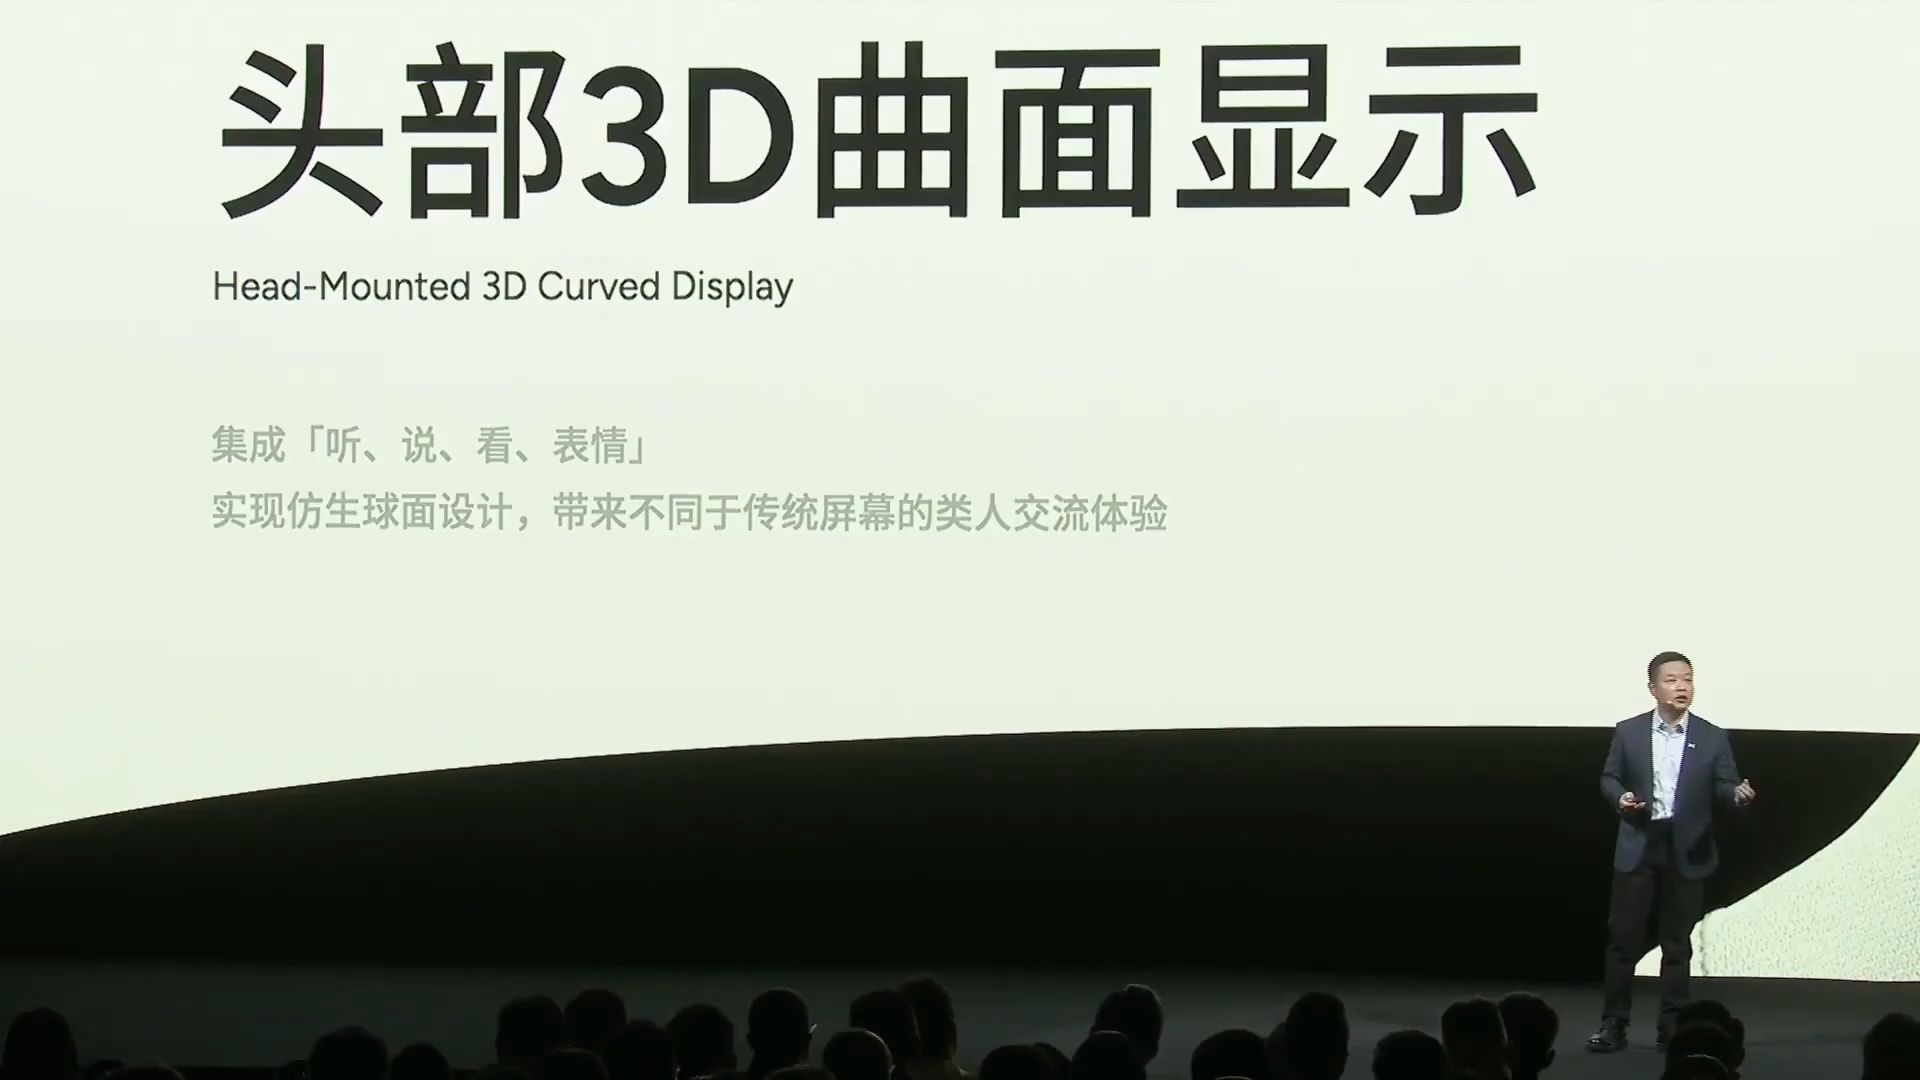 头部3D曲面显示
Head-Mounted 3D Curved Display
集成「听、说、看、表情」
实现仿生球面设计，带来不同于传统屏幕的类人交流体验